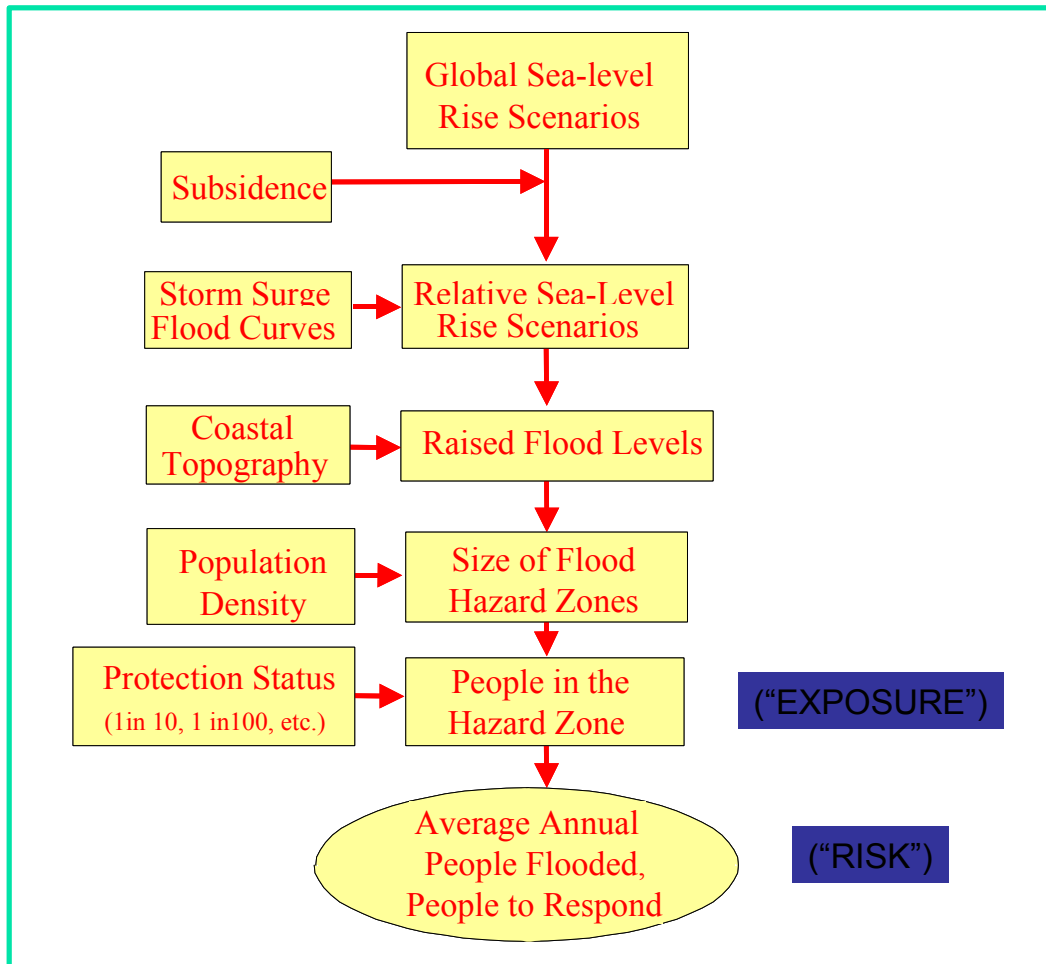 Global Sea-level
Rise Scenarios
Subsidence
Storm Surge
Flood Curves
Relative Sea-Level
Rise Scenarios
Coastal
Topography
Raised Flood Levels
Population
Density
Size of Flood
Hazard Zones
Protection Status
(1in 10, 1 in100, etc.)
People in the
Hazard Zone
(“EXPOSURE”)
Average Annual
People Flooded,
People to Respond
(“RISK”)